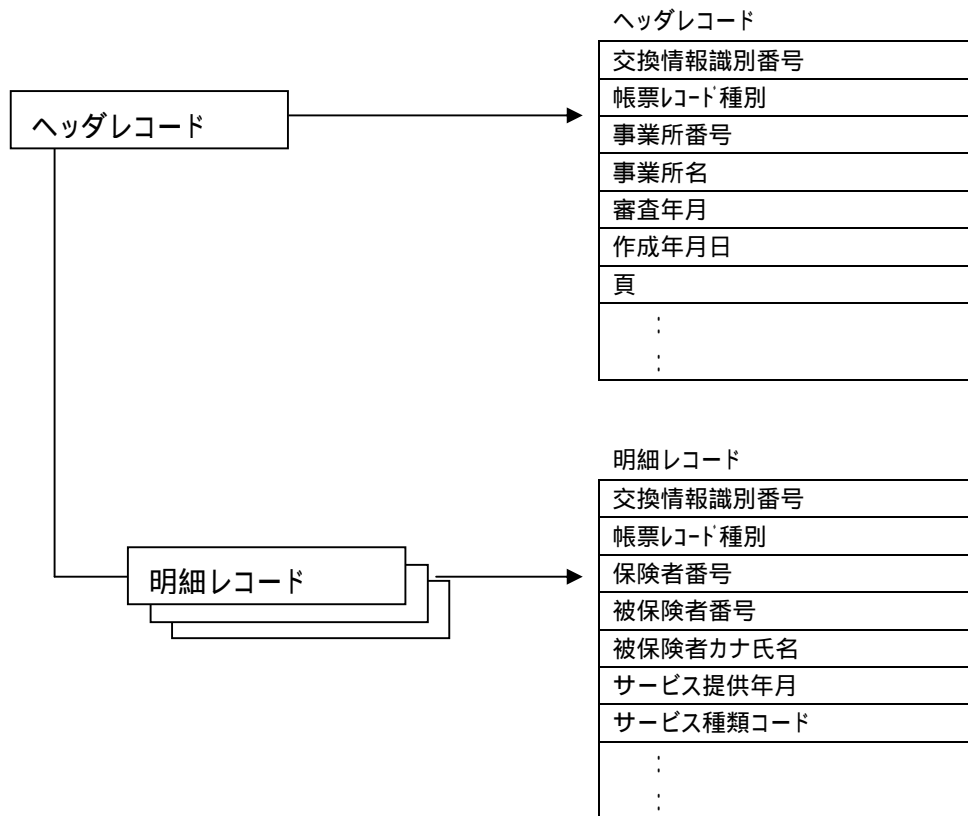 ヘッダレコード
交換情報識別番号
帳票ﾚｺｰﾄﾞ種別
事業所番号
事業所名
審査年月
作成年月日
頁
:
:
ヘッダレコード
明細レコード
交換情報識別番号
帳票ﾚｺｰﾄﾞ種別
保険者番号
被保険者番号
被保険者カナ氏名
サービス提供年月
サービス種類コード
:
:
明細レコード